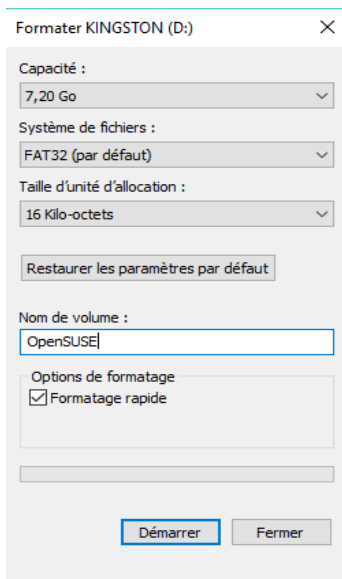 Formater KINGSTON (D:)
Capacité :
7,20 Go
Système de fichiers :
FAT32 (par défaut)
Taille d'unité d'allocation :
16 Kilo-octets
Restaurer les paramètres par défaut
Nom de volume :
OpenSUSE
Options de formatage
Formatage rapide
Démarrer
Fermer